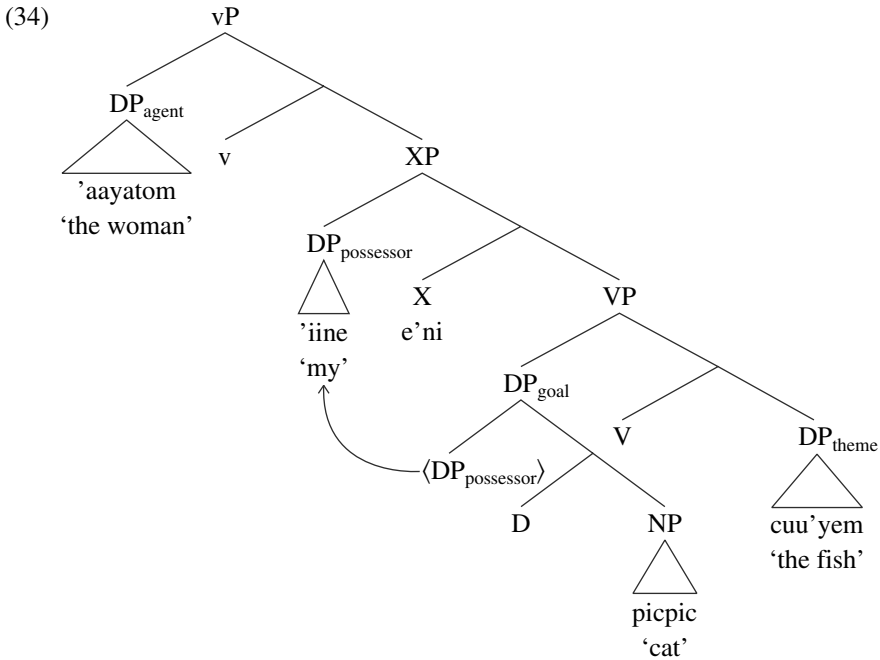 (34)
vP
DPagent
'aayatom
‘the woman’
v
XP
DPpossessor
'iine
‘my’
X
e'ni
VP
DPgoal
⟨DPpossessor⟩
D
NP
picpic
‘cat’
V
DPtheme
cuu'yem
‘the fish’